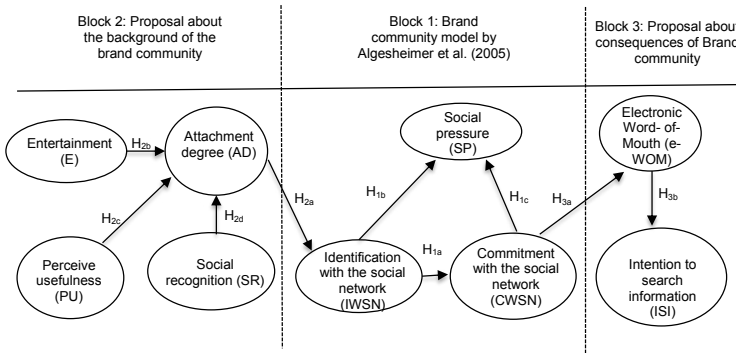 Block 2: Proposal about
the background of the
brand community
Block 1: Brand
community model by
Algesheimer et al. (2005)
Block 3: Proposal about
consequences of Brand
community
Entertainment
(E)
H2b
Attachment
degree (AD)
Social
pressure
(SP)
Electronic
Word- of-
Mouth (e-
WOM)
H2c
H2d
H2a
H1b
H1c
H3a
H3b
Perceive
usefulness
(PU)
Social
recognition (SR)
Identification
with the social
network
(IWSN)
H1a
Commitment
with the social
network
(CWSN)
Intention to
search
information
(ISI)